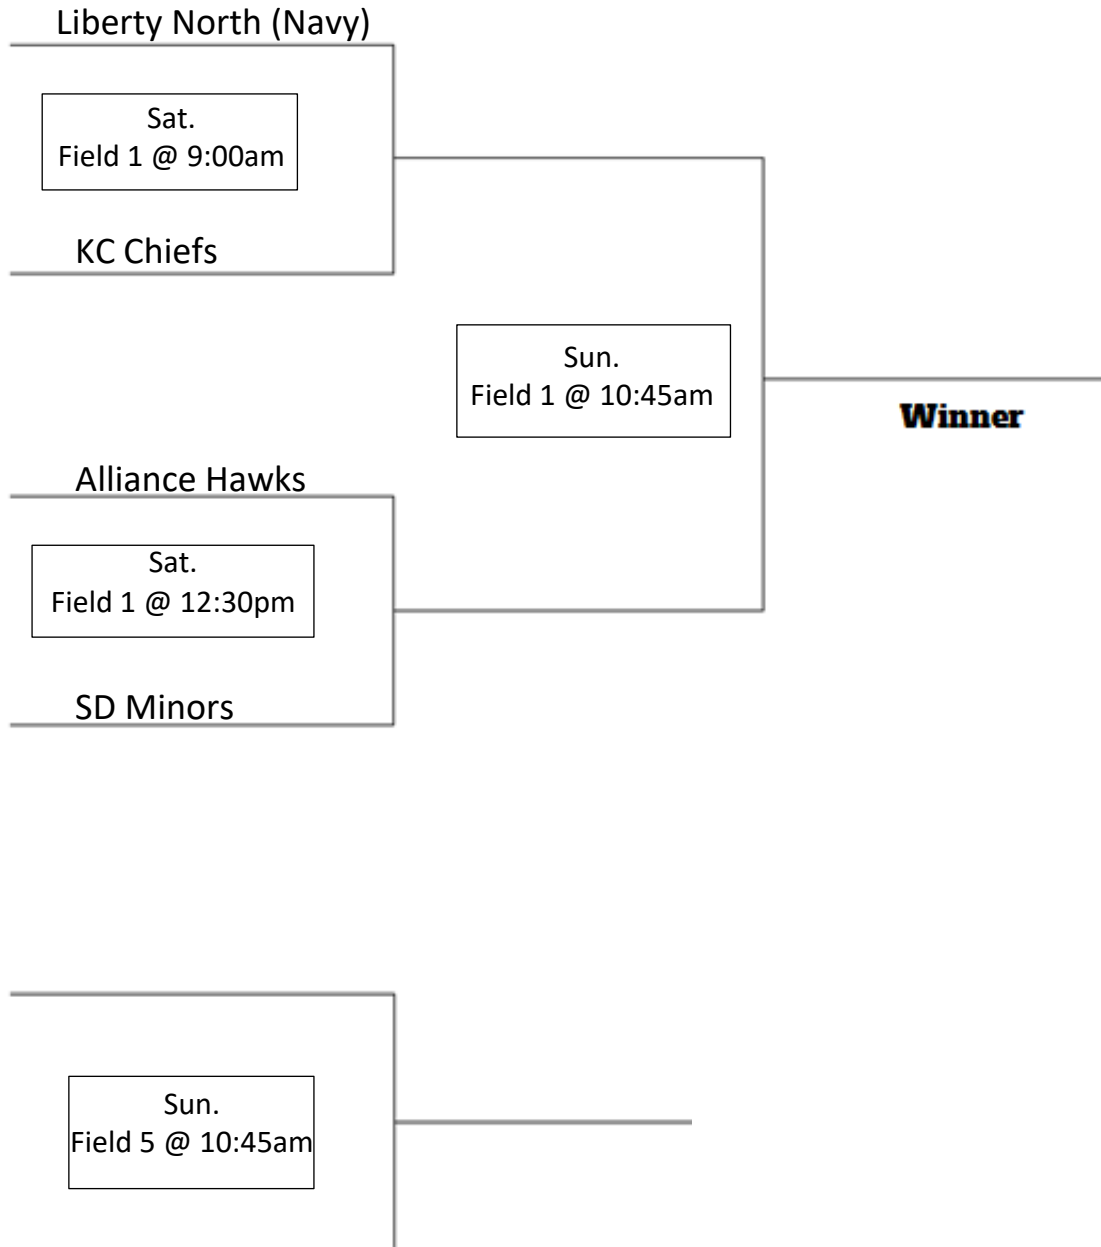 Liberty North (Navy)
Sat.
Field 1 @ 9:00am
KC Chiefs
Sun.
Field 1 @ 10:45am
Winner
Alliance Hawks
Sat.
Field 1 @ 12:30pm
SD Minors
Sun.
Field 5 @ 10:45am